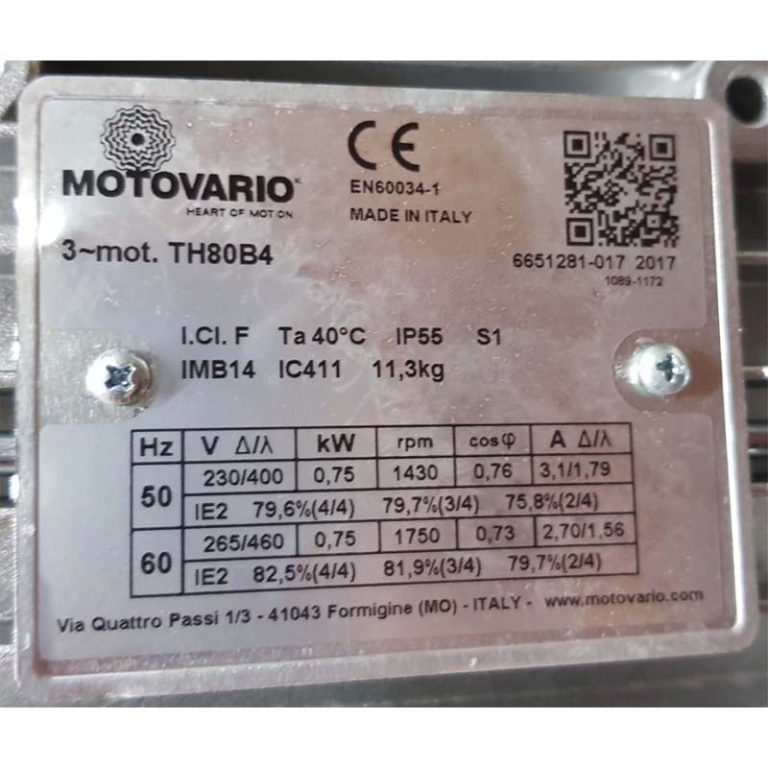 MOTOVARIO®
HEART OF MOTION
CE
EN60034-1
MADE IN ITALY
3~mot. TH80B4
6651281-017 2017
1089-1172
I.Cl. F Ta 40°C IP55 S1
IMB14 IC411 11,3kg
Hz V Δ/⅄ kW rpm cosφ A Δ/⅄
50 230/400 0,75 1430 0,76 3,1/1,79
IE2 79,6%(4/4) 79,7%(3/4) 75,8%(2/4)
60 265/460 0,75 1750 0,73 2,70/1,56
IE2 82,5%(4/4) 81,9%(3/4) 79,7%(2/4)
Via Quattro Passi 1/3 - 41043 Formigine (MO) - ITALY - www.motovario.com